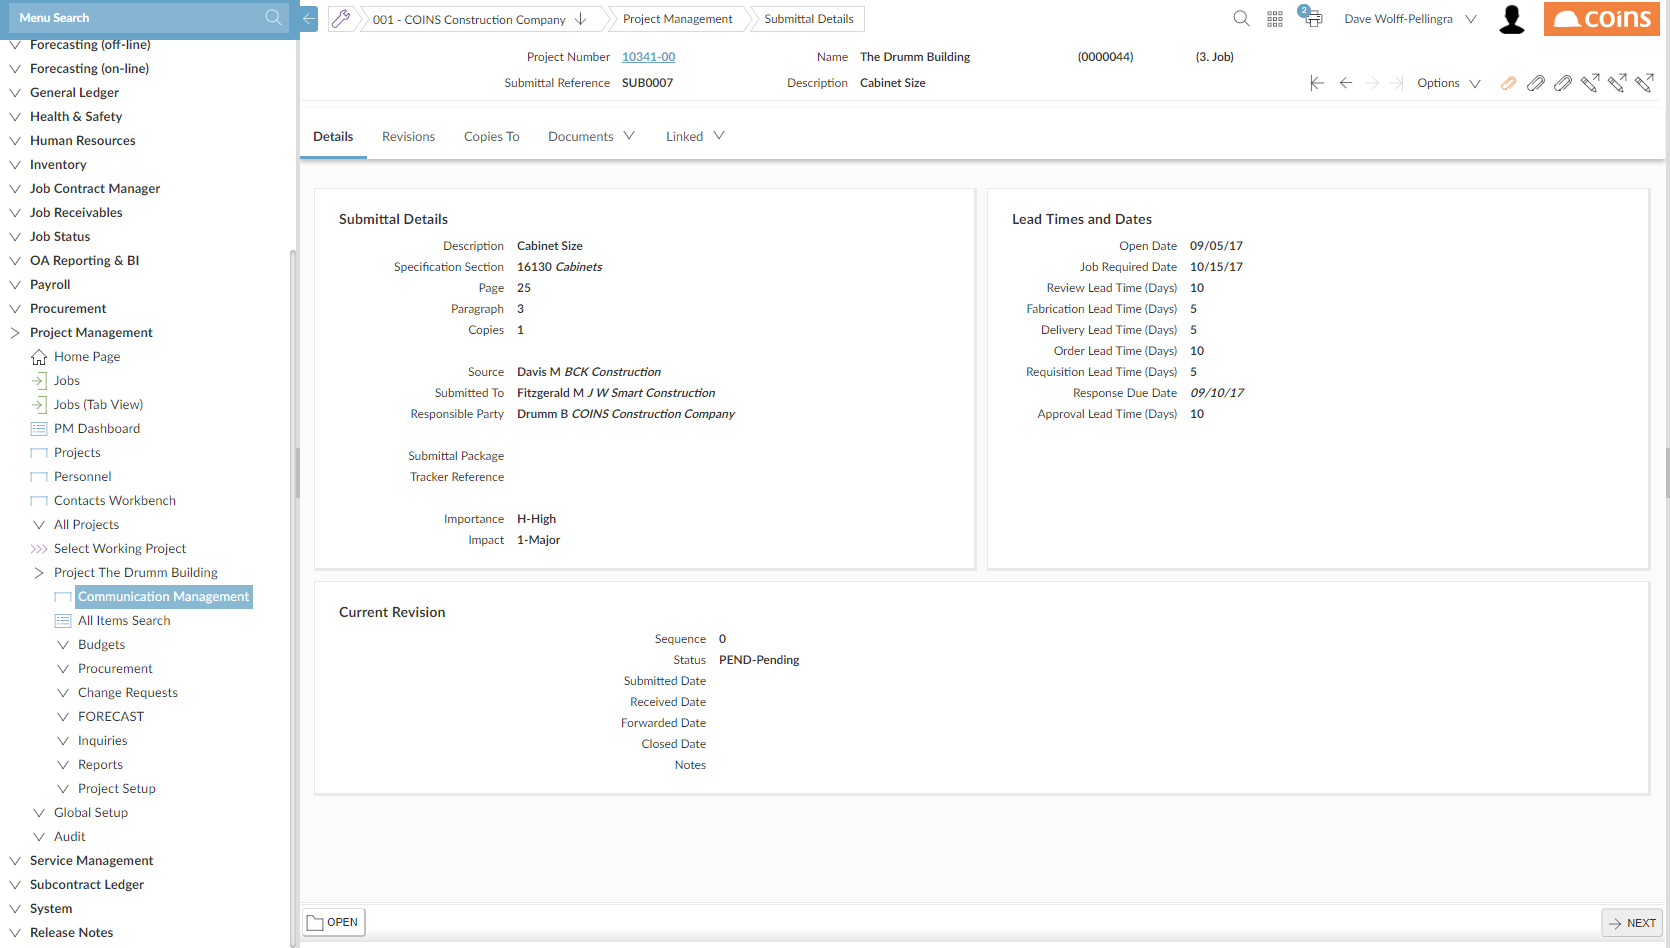 Menu Search
Forecasting (off-line)
Forecasting (on-line)
General Ledger
Health & Safety
Human Resources
Inventory
Job Contract Manager
Job Receivables
Job Status
OA Reporting & BI
Payroll
Procurement
Project Management
Home Page
Jobs
Jobs (Tab View)
PM Dashboard
Projects
Personnel
Contacts Workbench
All Projects
Select Working Project
Project The Drumm Building
Communication Management
All Items Search
Budgets
Procurement
Change Requests
FORECAST
Inquiries
Reports
Project Setup
Global Setup
Audit
Service Management
Subcontract Ledger
System
Release Notes
001 - COINS Construction Company
Project Management
Submittal Details
2
Dave Wolff-Pellingra
coins
Project Number 10341-00 Name The Drumm Building (0000044) (3. Job)
Submittal Reference SUB0007 Description Cabinet Size
Options
Details Revisions Copies To Documents Linked
Submittal Details
Description Cabinet Size
Specification Section 16130 Cabinets
Page 25
Paragraph 3
Copies 1
Source Davis M BCK Construction
Submitted To Fitzgerald M J W Smart Construction
Responsible Party Drumm B COINS Construction Company
Submittal Package
Tracker Reference
Importance H-High
Impact 1-Major
Lead Times and Dates
Open Date 09/05/17
Job Required Date 10/15/17
Review Lead Time (Days) 10
Fabrication Lead Time (Days) 5
Delivery Lead Time (Days) 5
Order Lead Time (Days) 10
Requisition Lead Time (Days) 5
Response Due Date 09/10/17
Approval Lead Time (Days) 10
Current Revision
Sequence 0
Status PEND-Pending
Submitted Date
Received Date
Forwarded Date
Closed Date
Notes
OPEN
NEXT